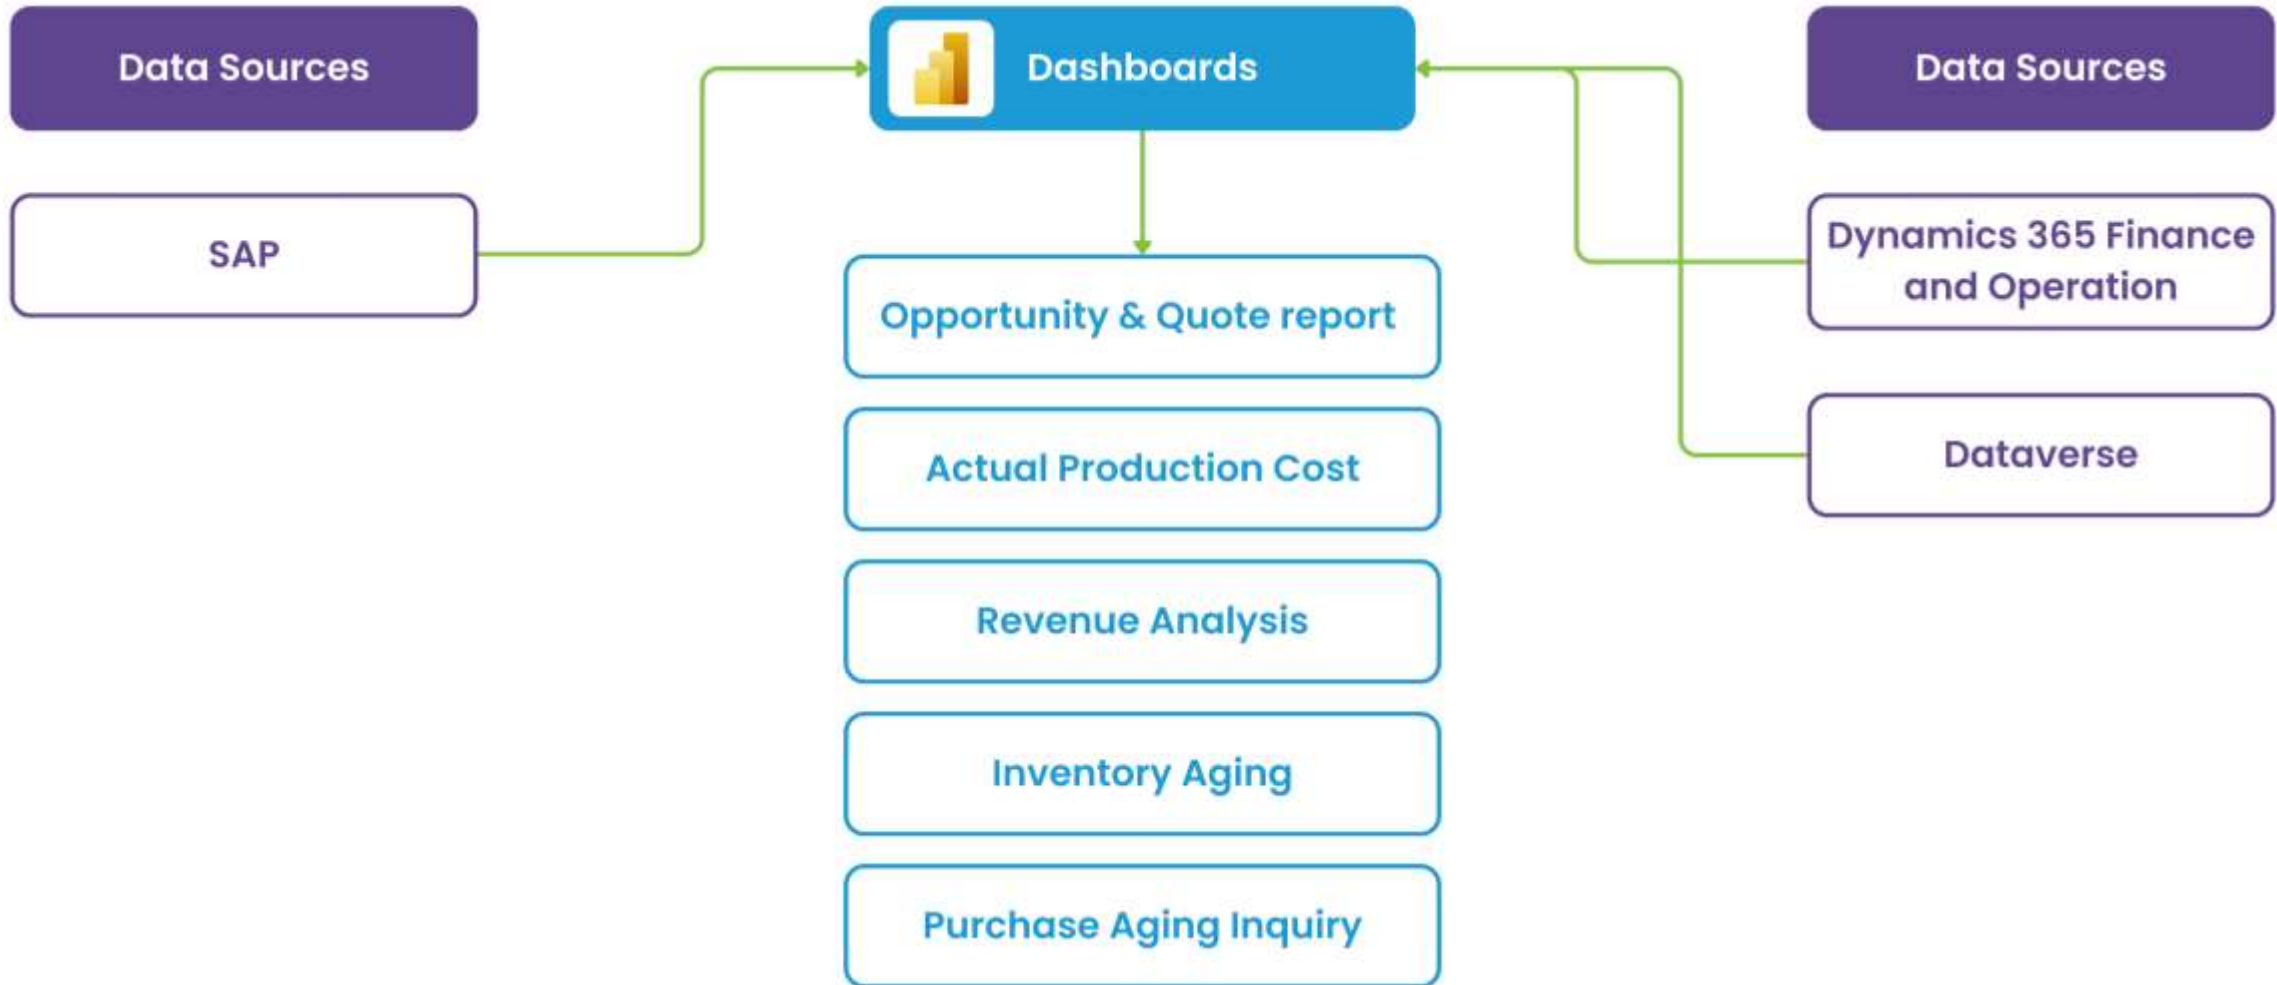 Data Sources
SAP
Dashboards
Opportunity & Quote report
Actual Production Cost
Revenue Analysis
Inventory Aging
Purchase Aging Inquiry
Data Sources
Dynamics 365 Finance
and Operation
Dataverse